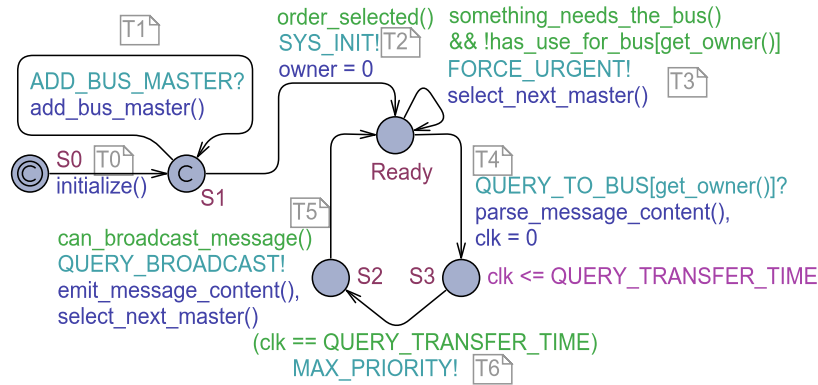 T1
ADD_BUS_MASTER?
add_bus_master()
S0
T0
initialize()
C
C
S1
order_selected()
SYS_INIT!
T2
owner = 0
something_needs_the_bus()
&& !has_use_for_bus[get_owner()]
FORCE_URGENT!
T3
select_next_master()
Ready
T4
QUERY_TO_BUS[get_owner()]?
parse_message_content(),
clk = 0
T5
can_broadcast_message()
QUERY_BROADCAST!
emit_message_content(),
select_next_master()
S2
S3
clk <= QUERY_TRANSFER_TIME
(clk == QUERY_TRANSFER_TIME)
MAX_PRIORITY!
T6